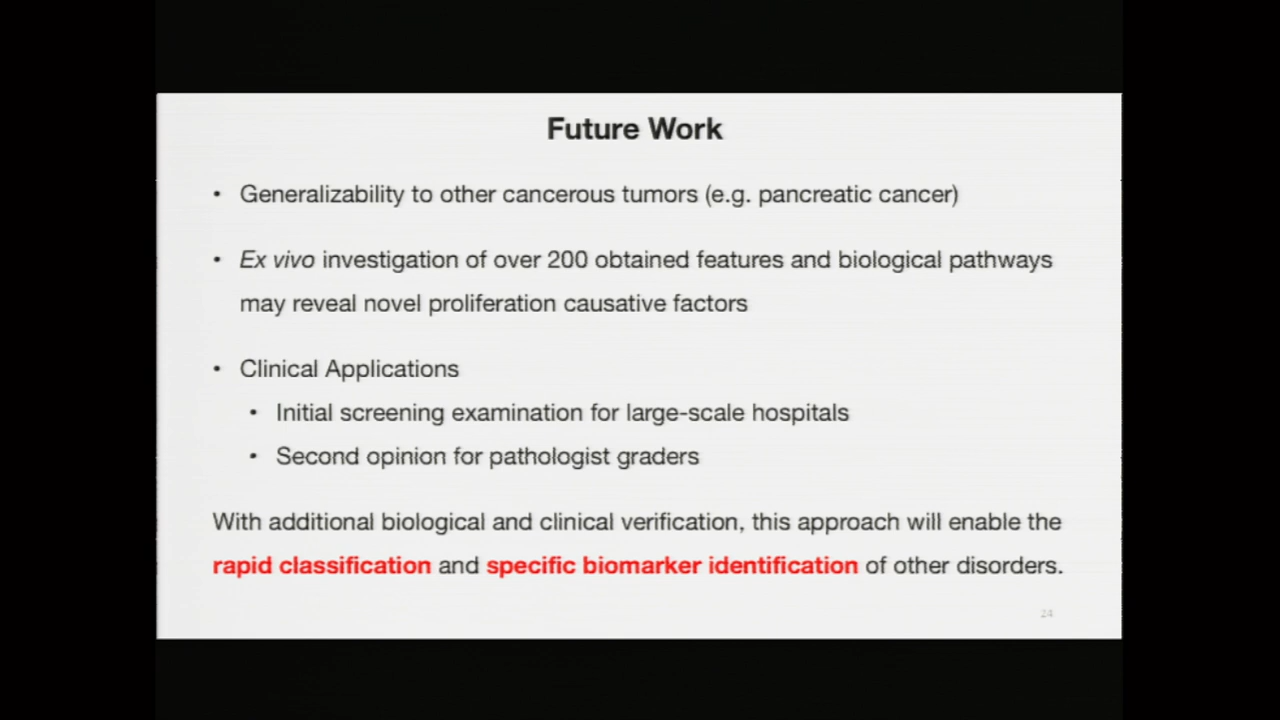 Future Work
• Generalizability to other cancerous tumors (e.g. pancreatic cancer)
• Ex vivo investigation of over 200 obtained features and biological pathways
may reveal novel proliferation causative factors
• Clinical Applications
• Initial screening examination for large-scale hospitals
• Second opinion for pathologist graders
With additional biological and clinical verification, this approach will enable the
rapid classification and specific biomarker identification of other disorders.
24